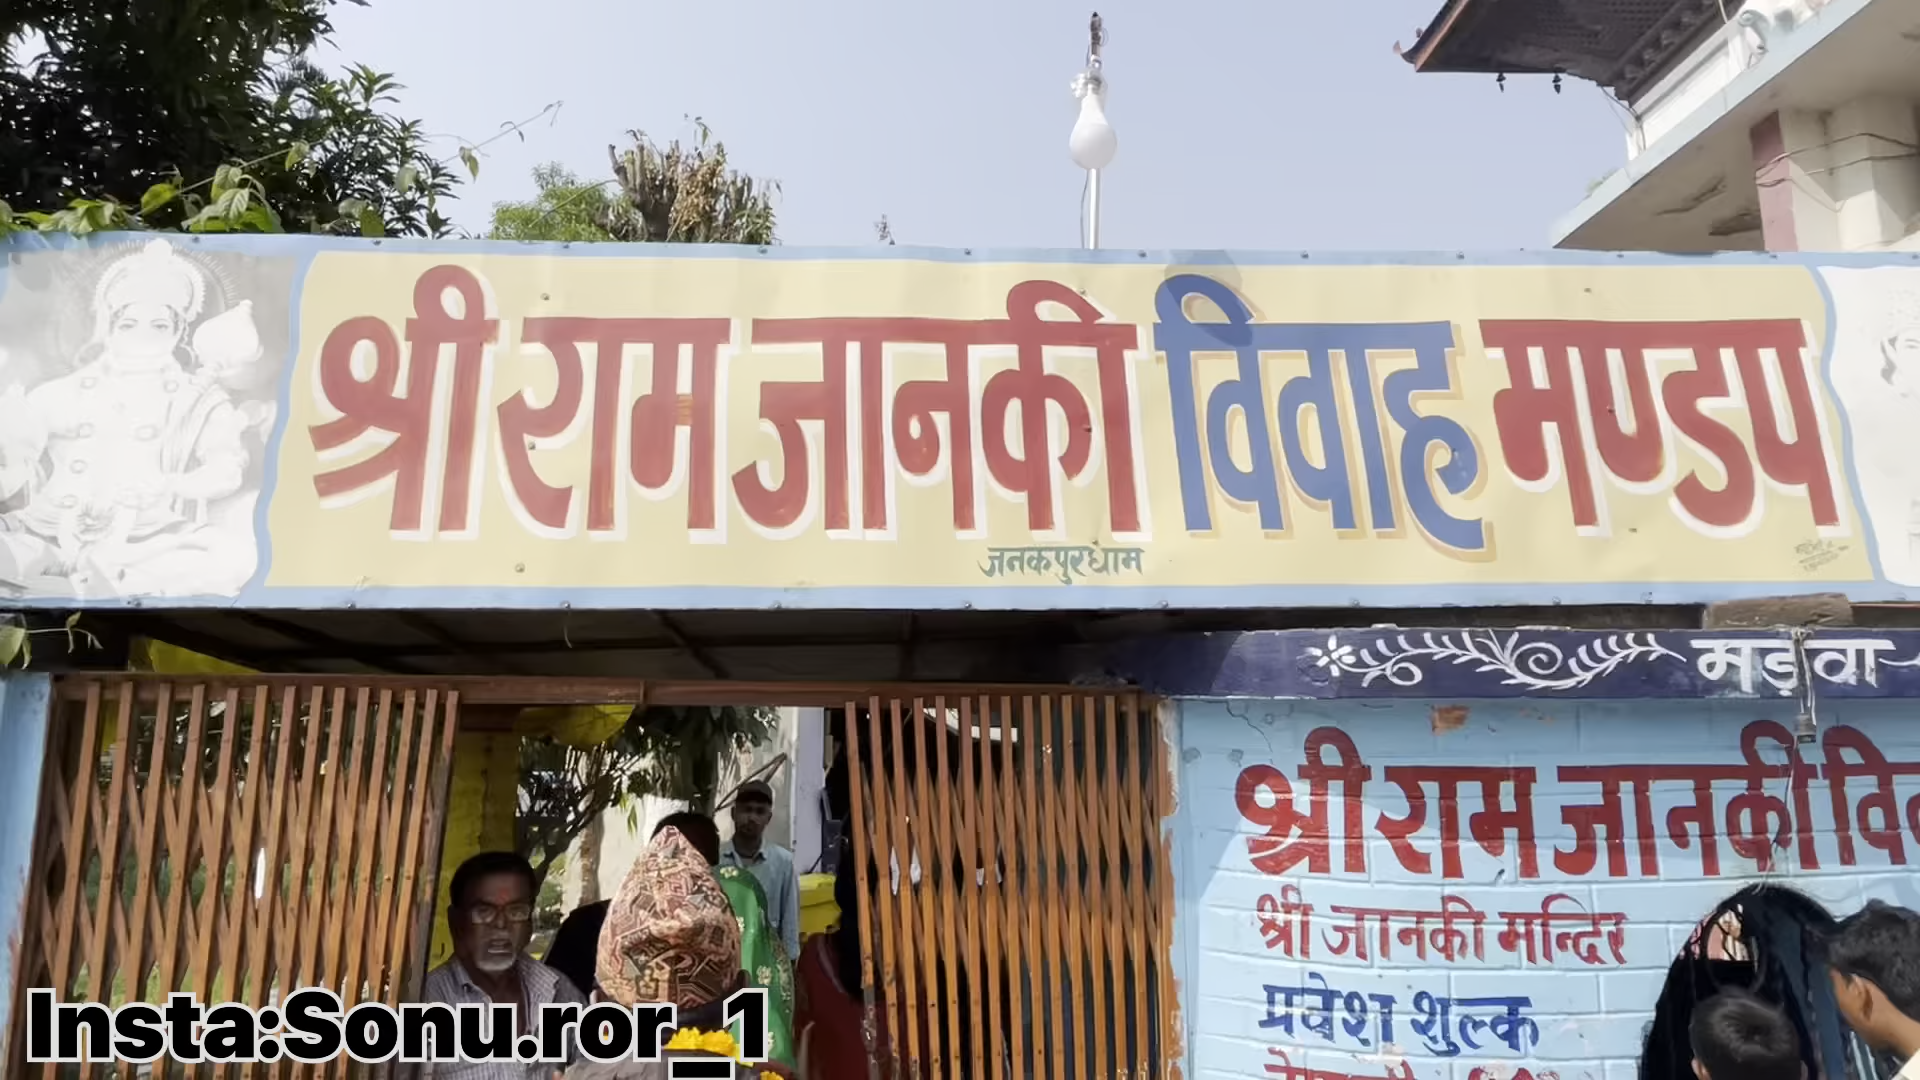 श्री राम जानकी विवाह मण्डप
जनकपुरधाम
मड़वा
श्री राम जानकी
श्री जानकी मन्दिर
प्रवेश शुल्क
Insta:Sonu.ror_1